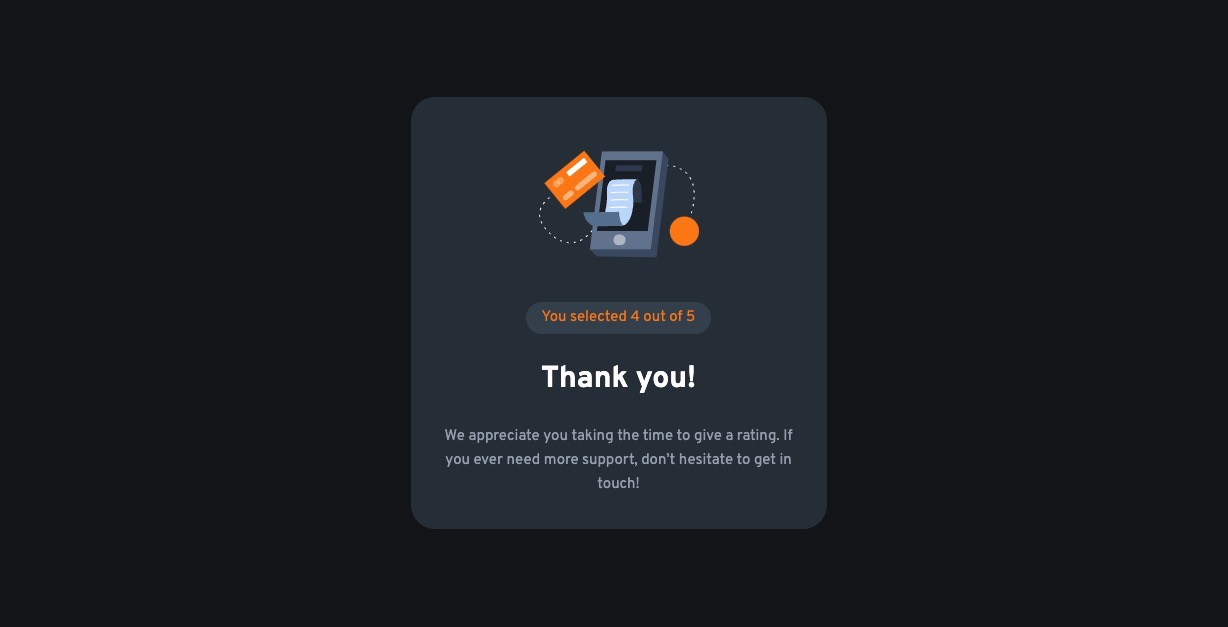 You selected 4 out of 5
Thank you!
We appreciate you taking the time to give a rating. If
you ever need more support, don’t hesitate to get in
touch!